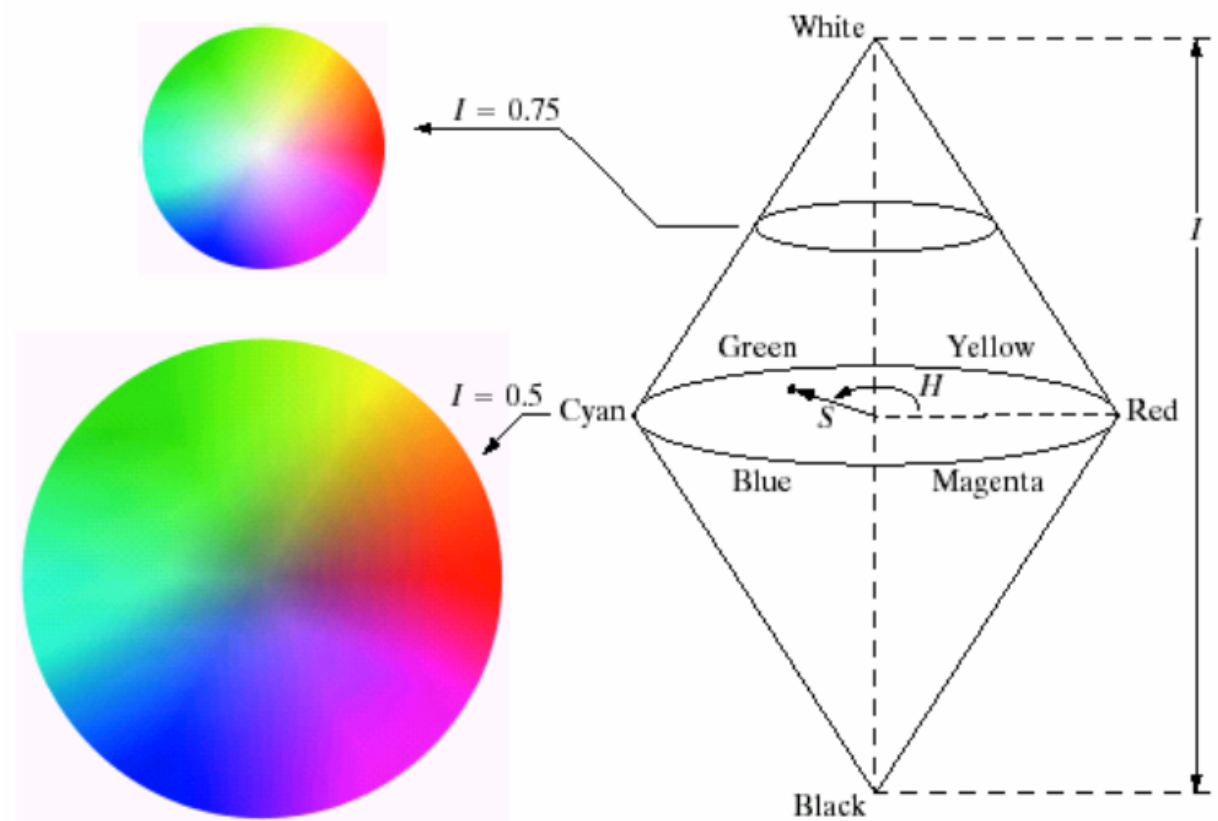 White
I = 0.75
I
Green
Yellow
I = 0.5
Cyan
H
S
Red
Blue
Magenta
Black